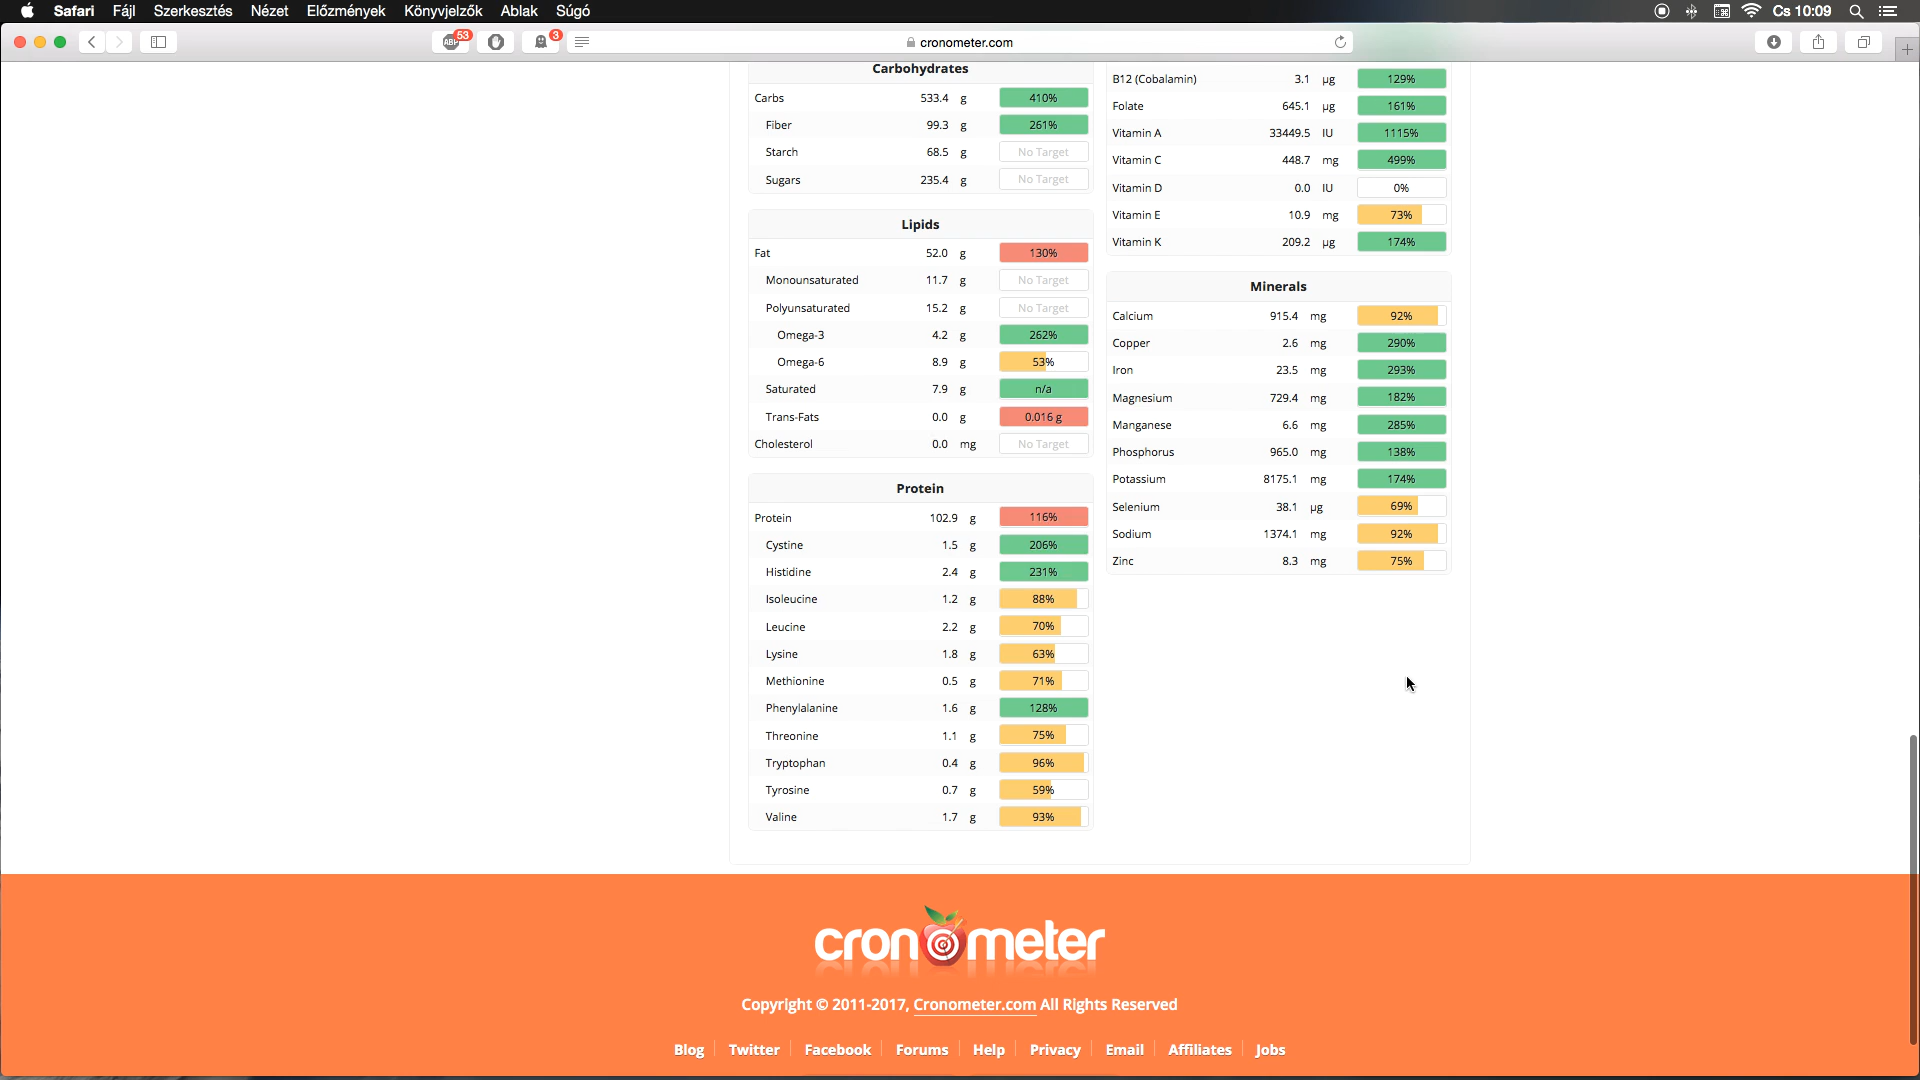 Safari Fájl Szerkesztés Nézet Előzmények Könyvjelzők Ablak Súgó Cs 10:09
ABP 53 3 cronometer.com
Carbohydrates
Carbs 533.4 g 410%
Fiber 99.3 g 261%
Starch 68.5 g No Target
Sugars 235.4 g No Target
Lipids
Fat 52.0 g 130%
Monounsaturated 11.7 g No Target
Polyunsaturated 15.2 g No Target
Omega-3 4.2 g 262%
Omega-6 8.9 g 53%
Saturated 7.9 g n/a
Trans-Fats 0.0 g 0.016 g
Cholesterol 0.0 mg No Target
Protein
Protein 102.9 g 116%
Cystine 1.5 g 206%
Histidine 2.4 g 231%
Isoleucine 1.2 g 88%
Leucine 2.2 g 70%
Lysine 1.8 g 63%
Methionine 0.5 g 71%
Phenylalanine 1.6 g 128%
Threonine 1.1 g 75%
Tryptophan 0.4 g 96%
Tyrosine 0.7 g 59%
Valine 1.7 g 93%
B12 (Cobalamin) 3.1 µg 129%
Folate 645.1 µg 161%
Vitamin A 33449.5 IU 1115%
Vitamin C 448.7 mg 499%
Vitamin D 0.0 IU 0%
Vitamin E 10.9 mg 73%
Vitamin K 209.2 µg 174%
Minerals
Calcium 915.4 mg 92%
Copper 2.6 mg 290%
Iron 23.5 mg 293%
Magnesium 729.4 mg 182%
Manganese 6.6 mg 285%
Phosphorus 965.0 mg 138%
Potassium 8175.1 mg 174%
Selenium 38.1 µg 69%
Sodium 1374.1 mg 92%
Zinc 8.3 mg 75%
cronometer
Copyright © 2011-2017, Cronometer.com All Rights Reserved
Blog Twitter Facebook Forums Help Privacy Email Affiliates Jobs